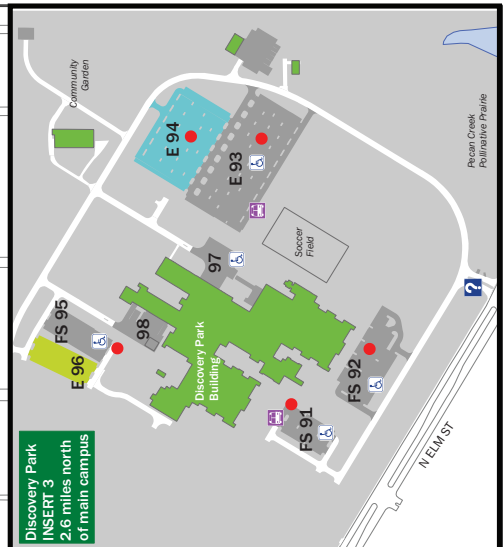 Discovery Park
INSERT 3
2.6 miles north
of main campus
Community
Garden
E 94
E 93
FS 95
E 96
98
97
Discovery Park
Building
Soccer
Field
FS 91
FS 92
N ELM ST
Pecan Creek
Pollinative Prairie
?